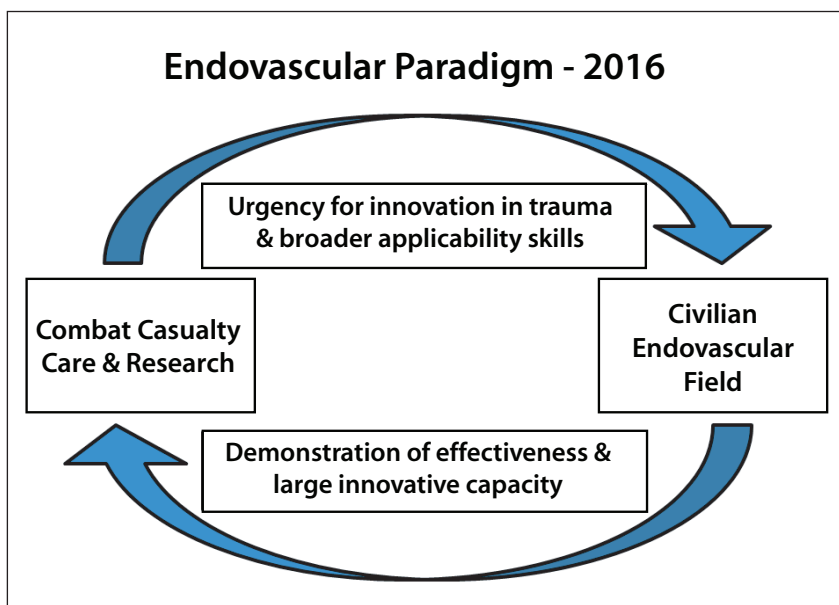 Endovascular Paradigm - 2016
Urgency for innovation in trauma
& broader applicability skills
Combat Casualty
Care & Research
Civilian
Endovascular
Field
Demonstration of effectiveness &
large innovative capacity